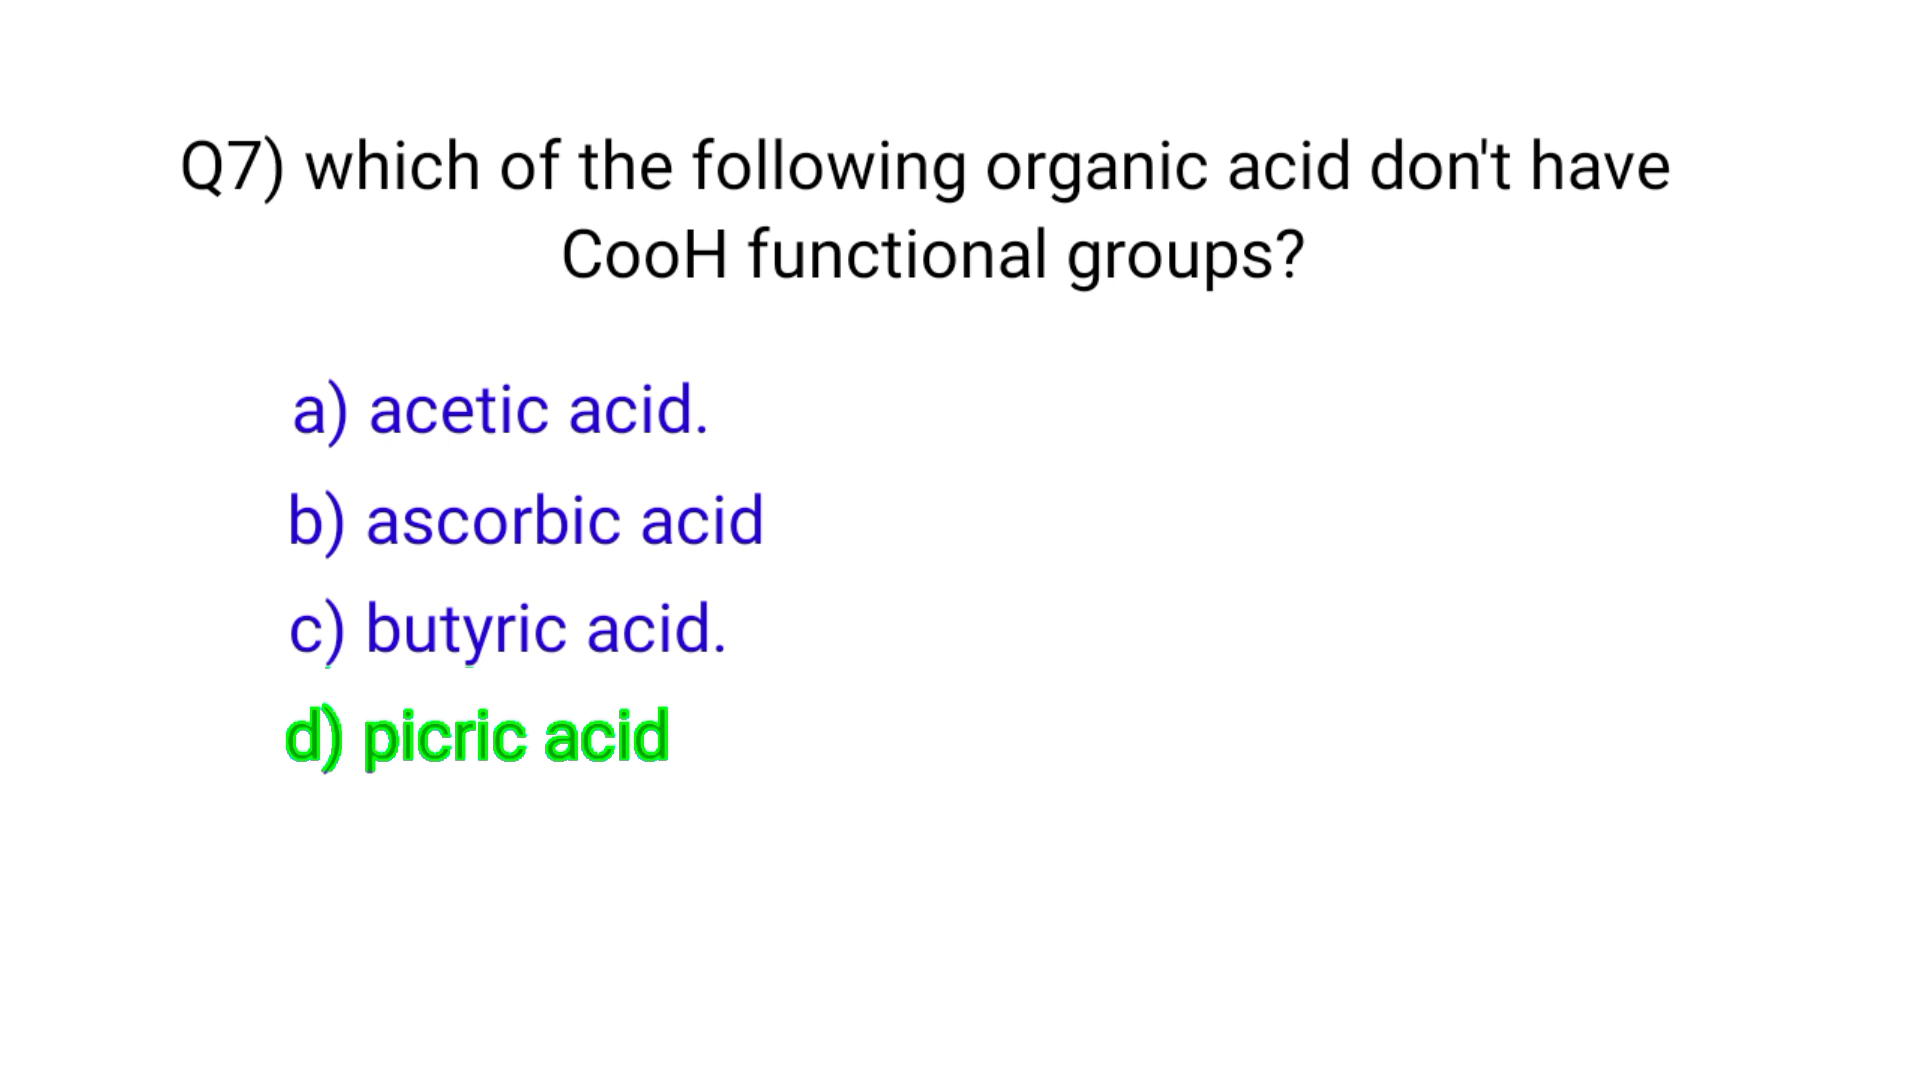 Q7) which of the following organic acid don't have
CooH functional groups?
a) acetic acid.
b) ascorbic acid
c) butyric acid.
d) picric acid